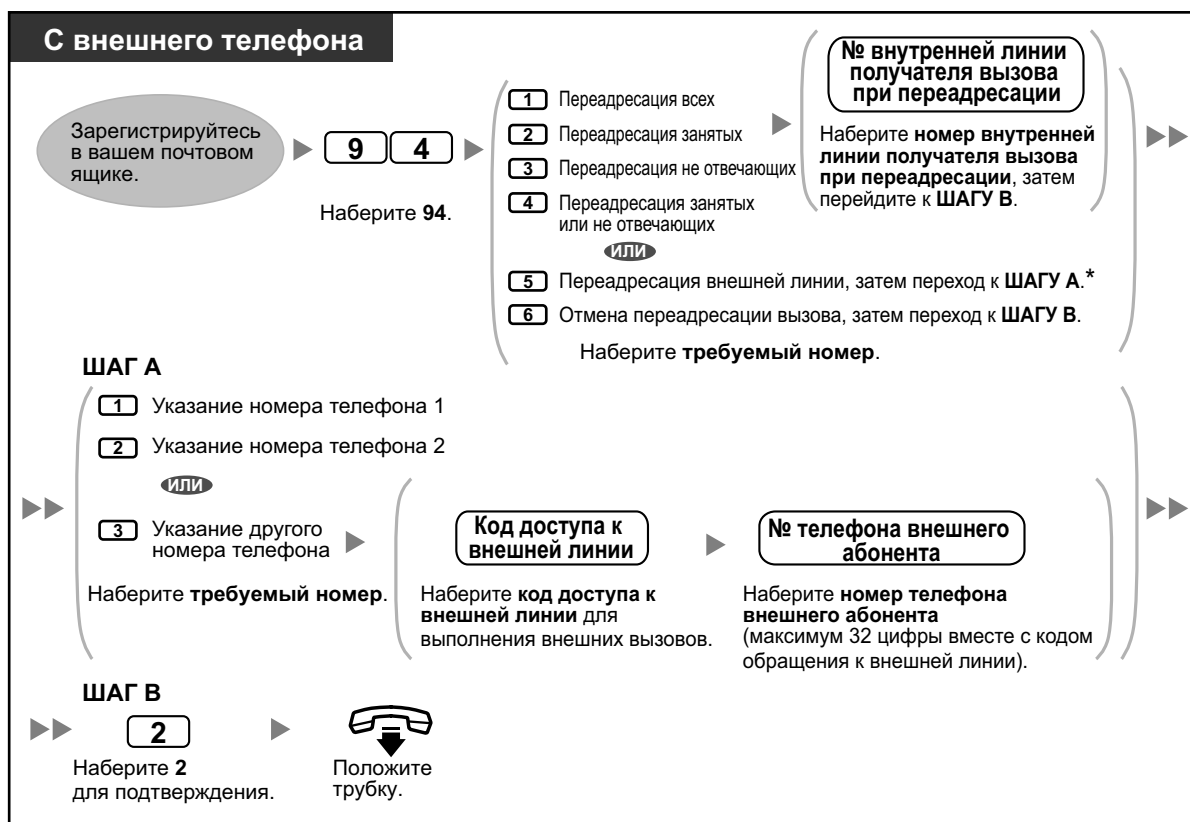 С внешнего телефона
Зарегистрируйтесь
в вашем почтовом
ящике.
9 4
Наберите 94.
1 Переадресация всех
2 Переадресация занятых
3 Переадресация не отвечающих
4 Переадресация занятых
или не отвечающих
№ внутренней линии
получателя вызова
при переадресации
Наберите номер внутренней
линии получателя вызова
при переадресации, затем
перейдите к ШАГУ B.
ИЛИ
5 Переадресация внешней линии, затем переход к ШАГУ A.*
6 Отмена переадресации вызова, затем переход к ШАГУ B.
Наберите требуемый номер.
ШАГ A
1 Указание номера телефона 1
2 Указание номера телефона 2
ИЛИ
3 Указание другого
номера телефона
Наберите требуемый номер.
Код доступа к
внешней линии
Наберите код доступа к
внешней линии для
выполнения внешних вызовов.
№ телефона внешнего
абонента
Наберите номер телефона
внешнего абонента
(максимум 32 цифры вместе с кодом
обращения к внешней линии).
ШАГ B
2
Наберите 2
для подтверждения.
Положите
трубку.